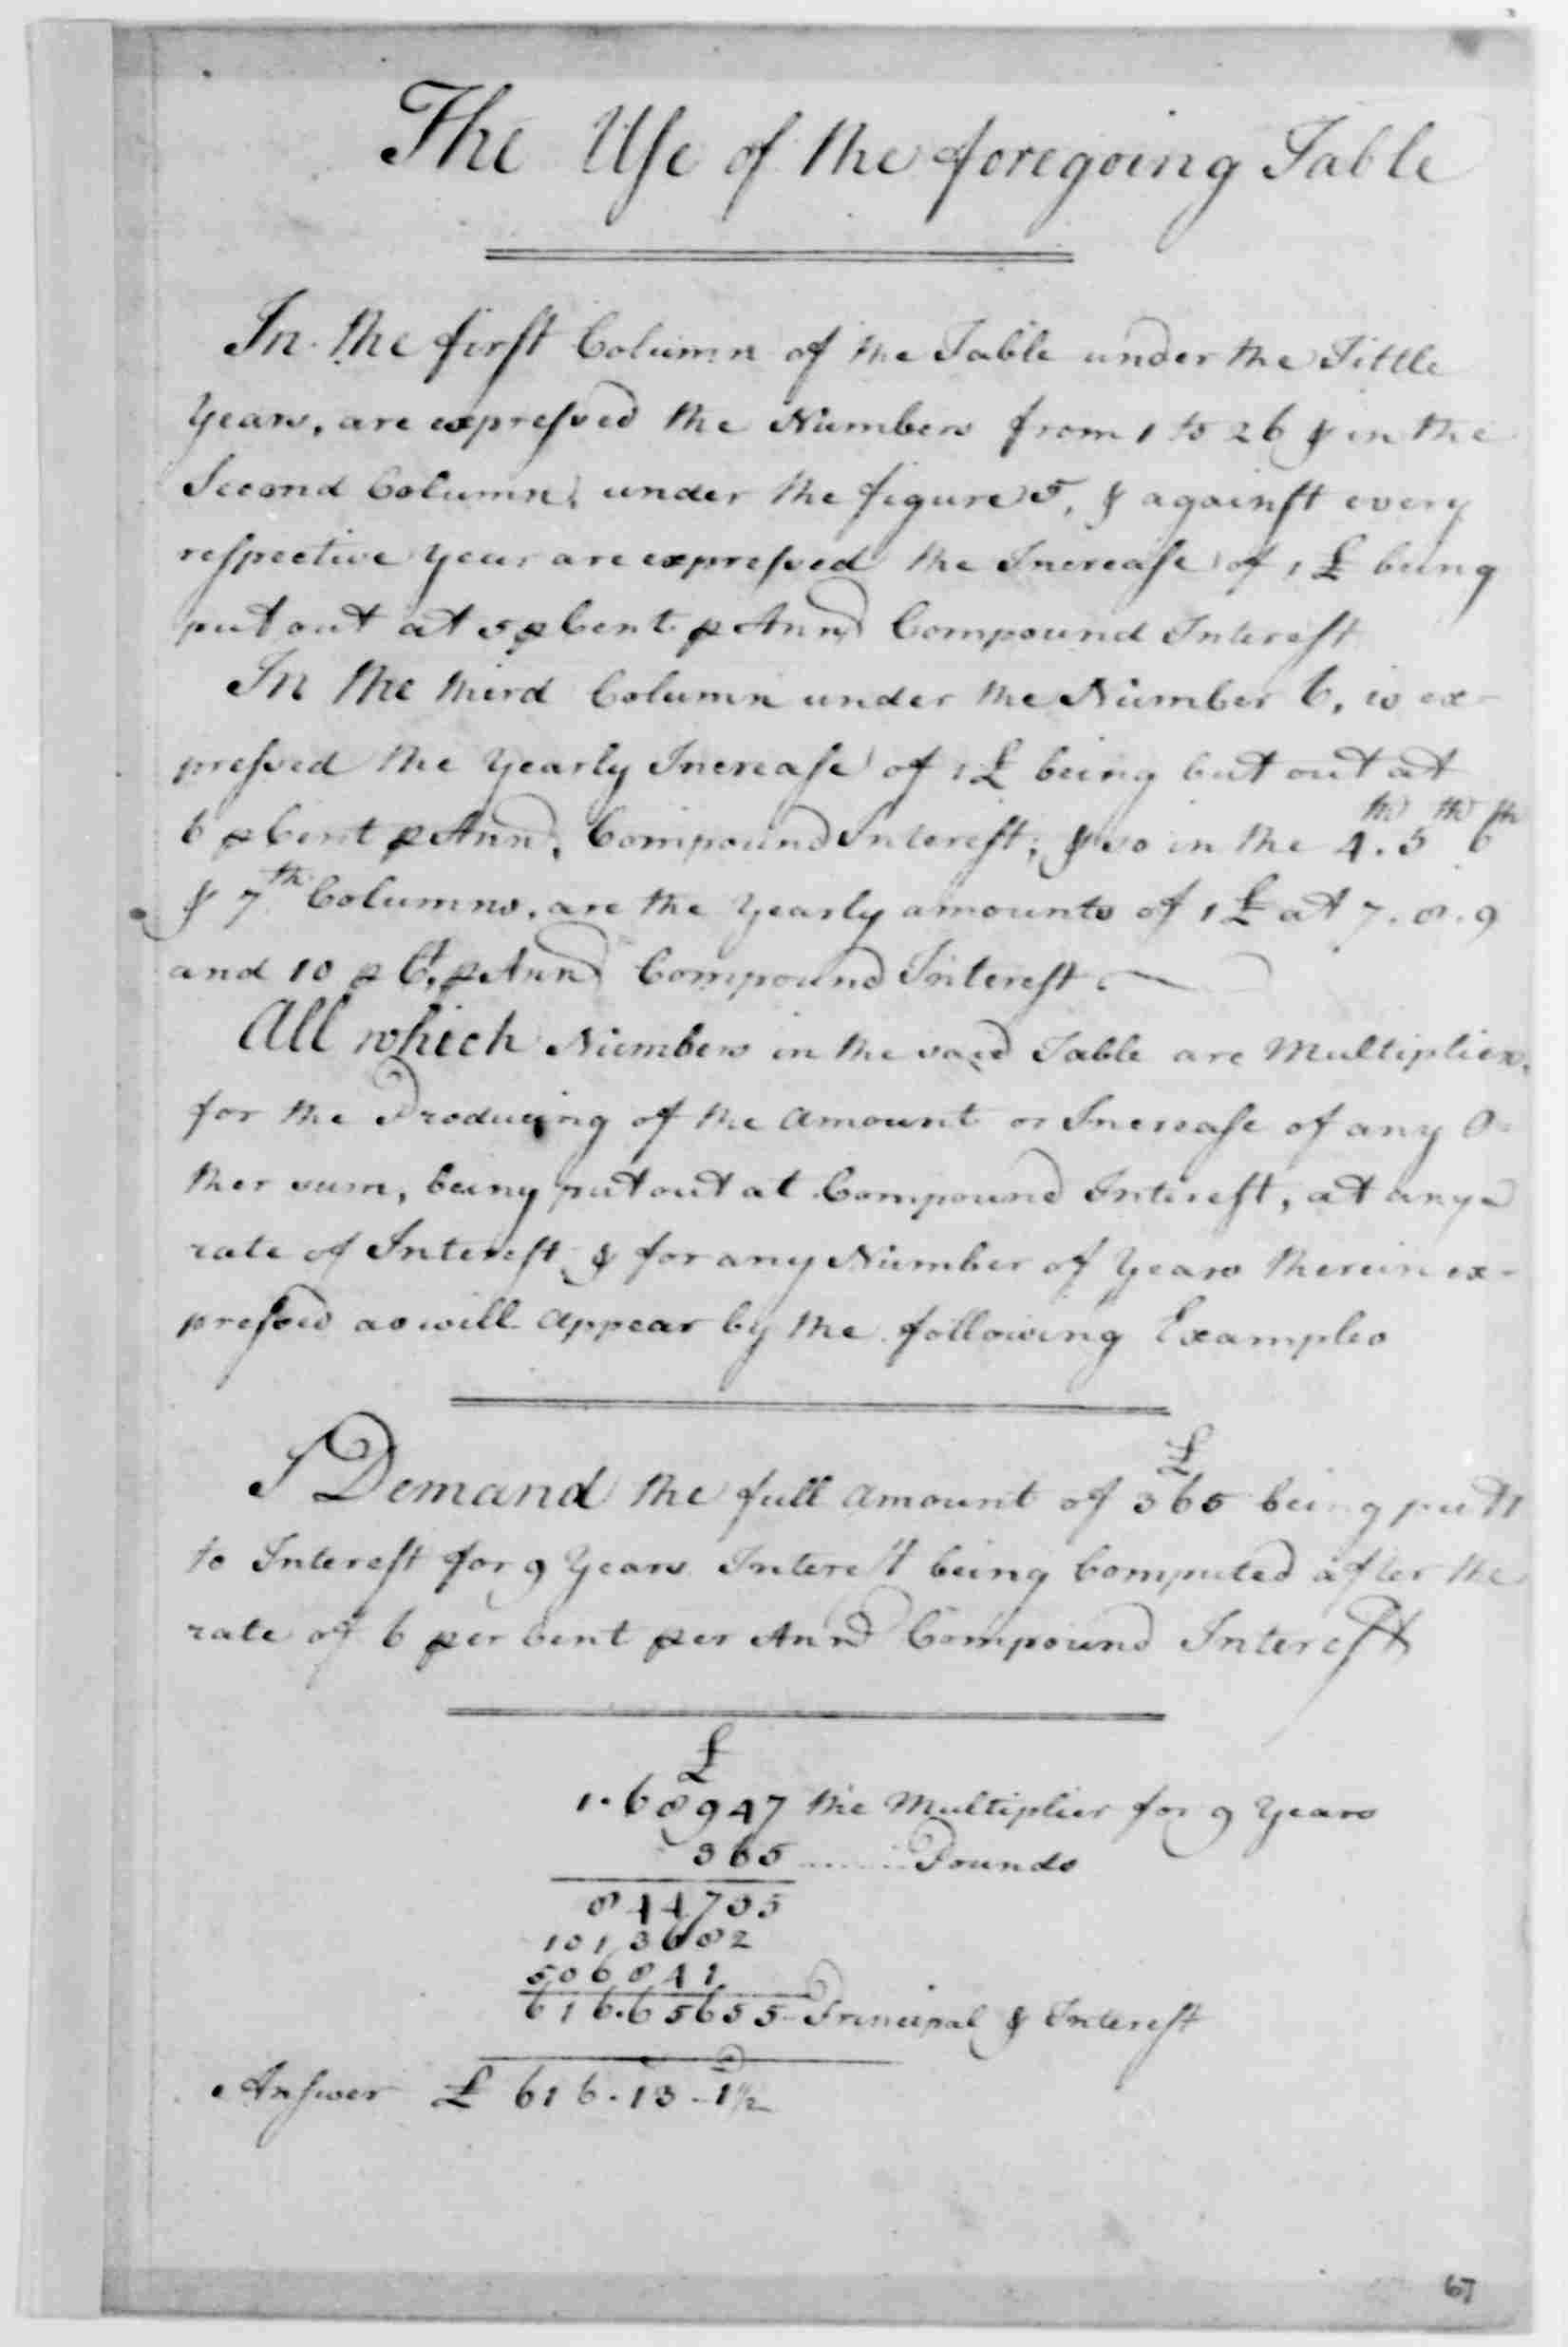 The Use of the foregoing Table
In the first Column of the Table under the Tittle
Years, are expressed the Numbers from 1 to 26 & in the
Second Column, under the figure 5, & against every
respective Year are expressed the Increase of 1 £ being
put out at 5 p Cent p Ann Compound Interest
In the third Column under the Number 6, is ex-
pressed the Yearly Increase of 1 £ being but out at
6 p Cent p Ann, Compound Interest; & so in the 4th. 5th 6th
& 7th Columns, are the Yearly amounts of 1 £ at 7. 8. 9
and 10 p Ct. p Ann Compound Interest.
All which Numbers in the said Table are Multipliers,
for the Producing of the Amount or Increase of any O=
ther sum, being put out at Compound Interest, at any
rate of Interest & for any Number of Years therein ex-
pressed as will Appear by the following Examples
I Demand the full Amount of £ 365 being putt
to Interest for 9 Years Interest being Computed after the
rate of 6 per Cent per Ann Compound Interest
£
1.68947 the Multiplier for 9 Years
365 ....... Pounds
844735
1013682
506841
616.65655 - Principal & Interest
Answer £ 616.13-1 1/2
67